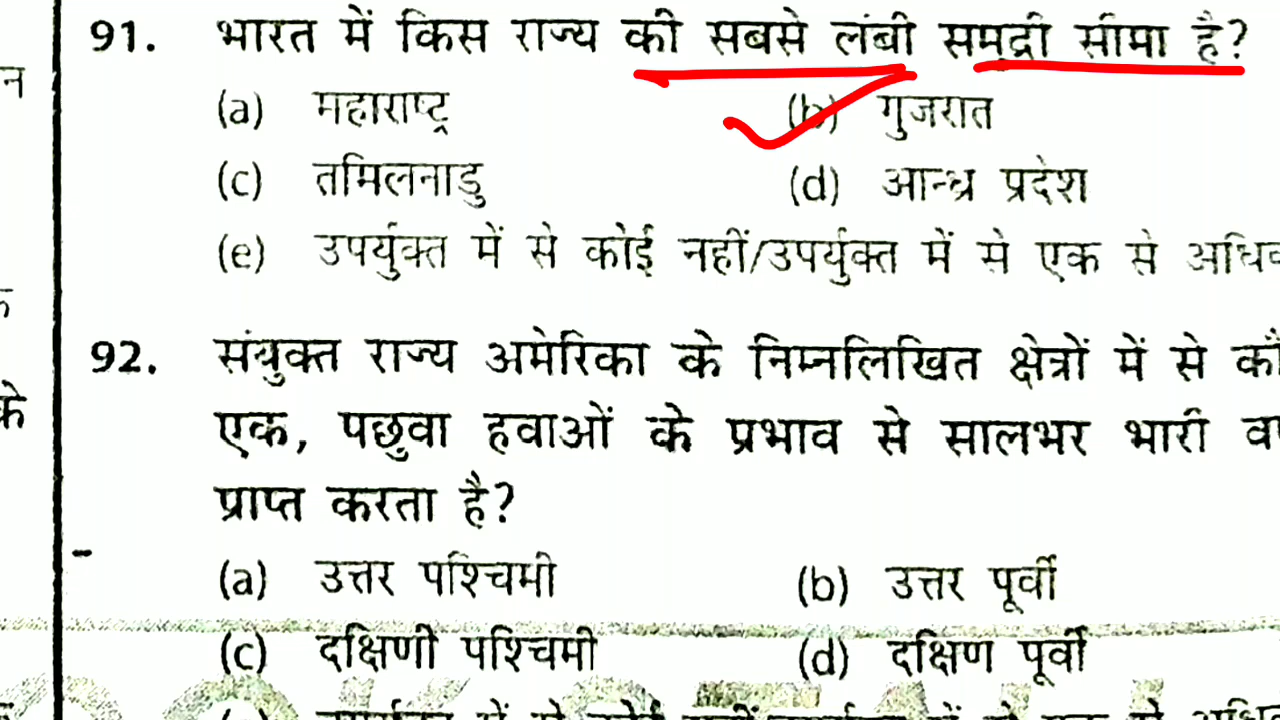 91. भारत में किस राज्य की सबसे लंबी समुद्री सीमा है?
(a) महाराष्ट्र (b) गुजरात
(c) तमिलनाडु (d) आन्ध्र प्रदेश
(e) उपर्युक्त में से कोई नहीं/उपर्युक्त में से एक से
92. संयुक्त राज्य अमेरिका के निम्नलिखित क्षेत्रों में से
एक, पछुवा हवाओं के प्रभाव से सालभर भारी
प्राप्त करता है?
(a) उत्तर पश्चिमी (b) उत्तर पूर्वी
(c) दक्षिणी पश्चिमी (d) दक्षिण पूर्वी